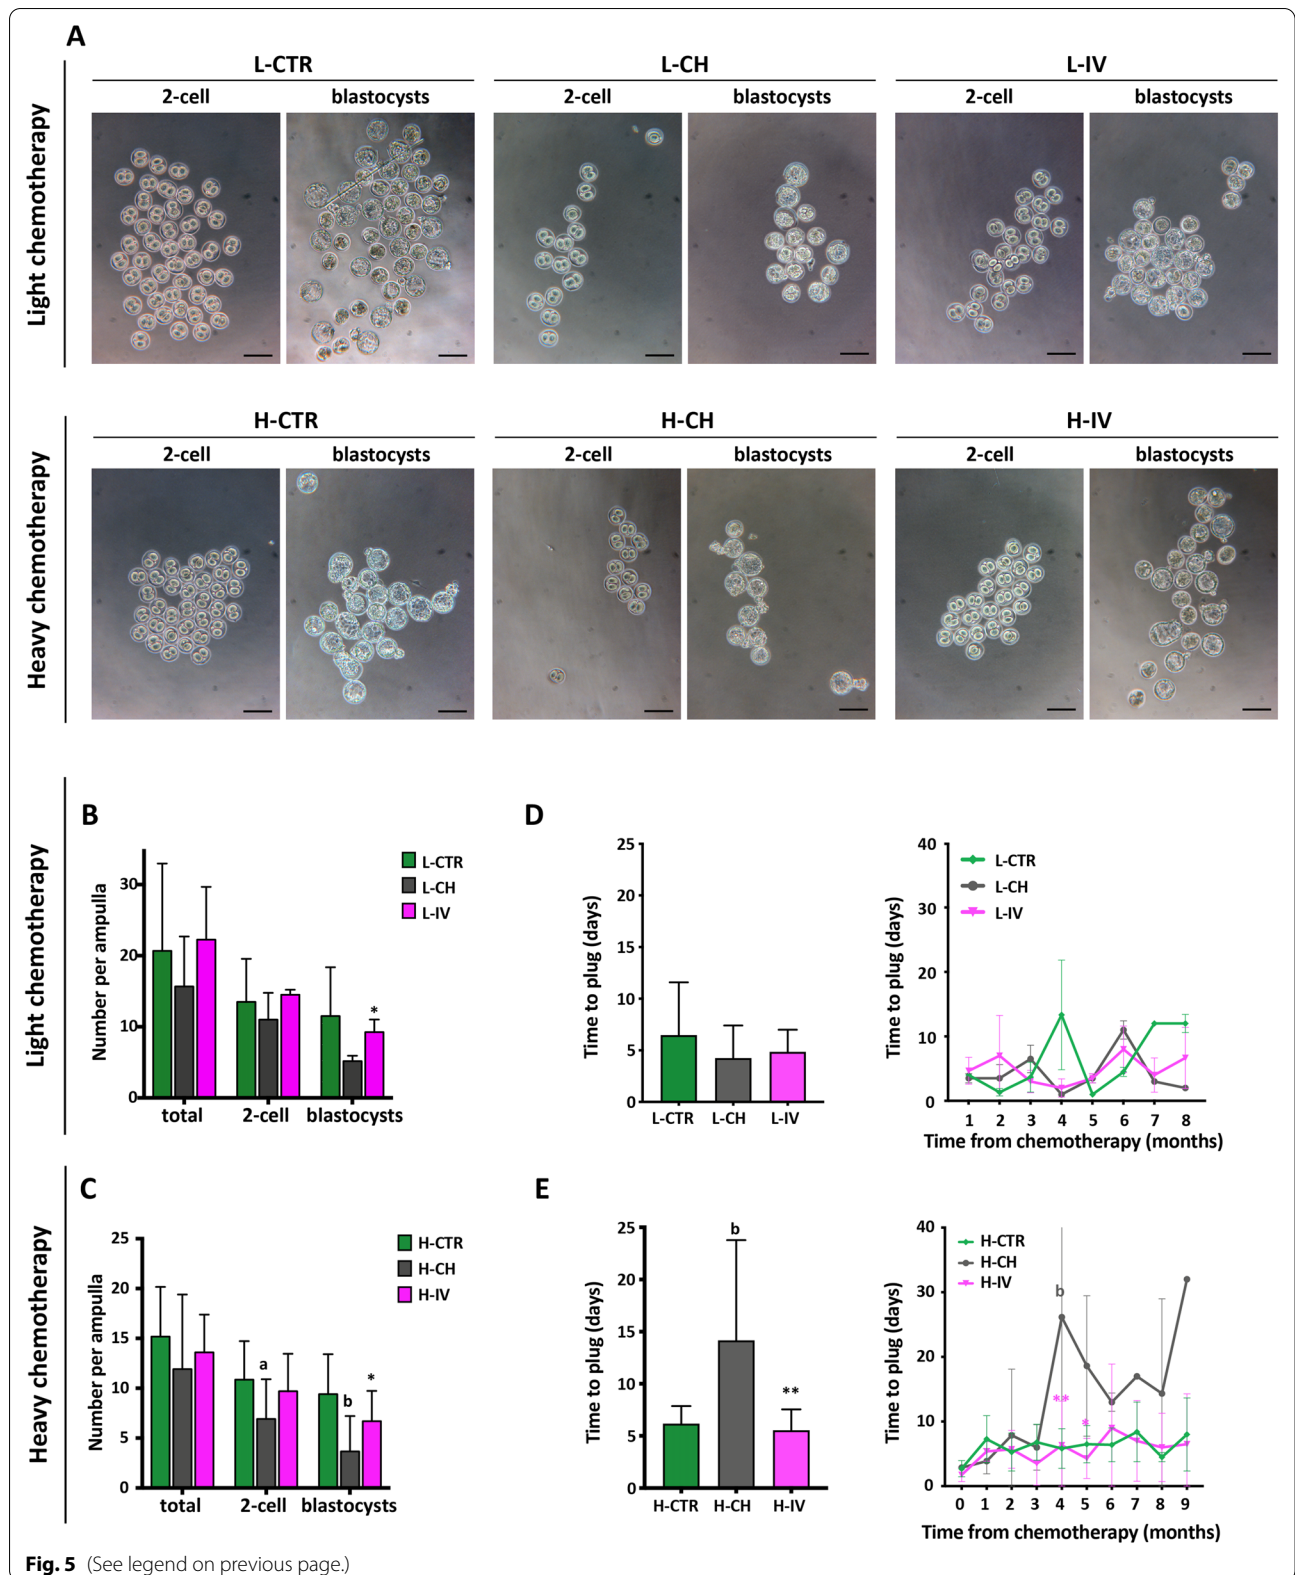 A
Light chemotherapy
L-CTR
L-CH
L-IV
2-cell
blastocysts
2-cell
blastocysts
2-cell
blastocysts
Heavy chemotherapy
H-CTR
H-CH
H-IV
2-cell
blastocysts
2-cell
blastocysts
2-cell
blastocysts
Light chemotherapy
B
Number per ampulla
30
20
10
0
total
2-cell
blastocysts
*
L-CTR
L-CH
L-IV
D
Time to plug (days)
25
20
15
10
5
0
L-CTR
L-CH
L-IV
Time to plug (days)
40
30
20
10
0
L-CTR
L-CH
L-IV
1 2 3 4 5 6 7 8
Time from chemotherapy (months)
Heavy chemotherapy
C
Number per ampulla
25
20
15
10
5
0
a
b
*
total
2-cell
blastocysts
H-CTR
H-CH
H-IV
E
Time to plug (days)
25
20
15
10
5
0
b
**
H-CTR
H-CH
H-IV
Time to plug (days)
40
30
20
10
0
H-CTR
H-CH
H-IV
b
**
*
0 1 2 3 4 5 6 7 8 9
Time from chemotherapy (months)
Fig. 5 (See legend on previous page.)